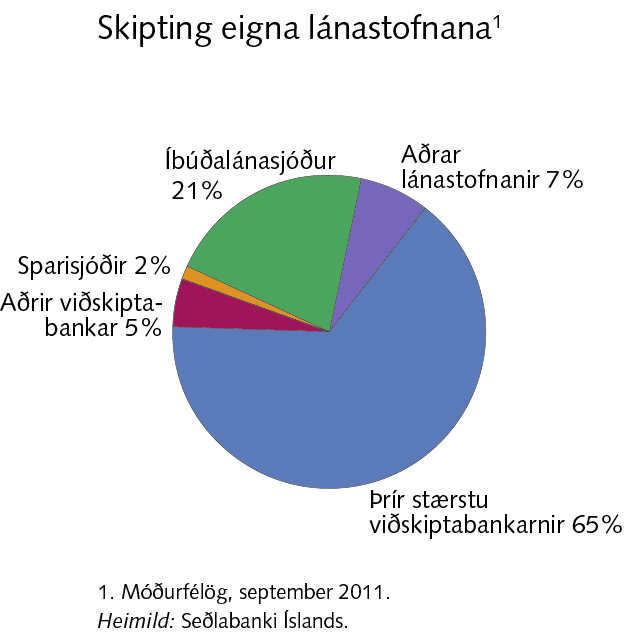 Skipting eigna lánastofnana¹
Íbúðalánasjóður
21%
Aðrar
lánastofnanir 7%
Sparisjóðir 2%
Aðrir viðskipta-
bankar 5%
Þrír stærstu
viðskiptabankarnir 65%
1. Móðurfélög, september 2011.
Heimild: Seðlabanki Íslands.